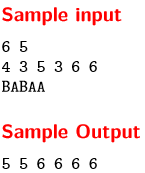 Sample input
6 5
4 3 5 3 6 6
BABAA
Sample Output
5 5 6 6 6 6